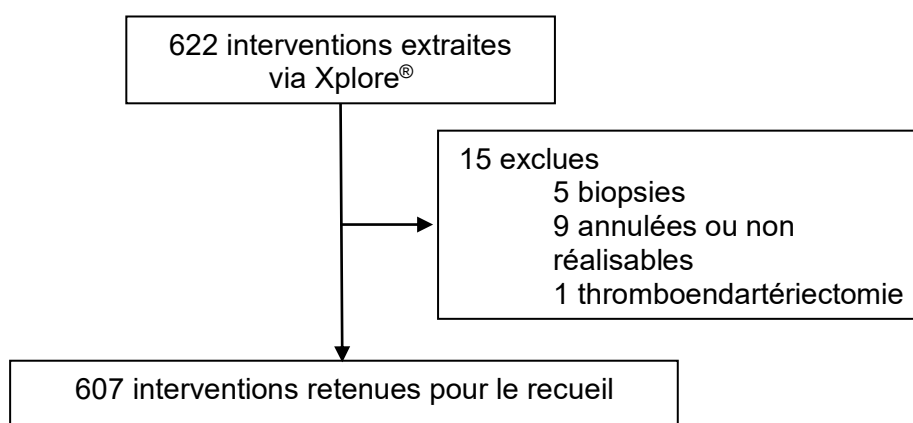 622 interventions extraites
via Xplore®
15 exclues
5 biopsies
9 annulées ou non
réalisables
1 thromboendartériectomie
607 interventions retenues pour le recueil